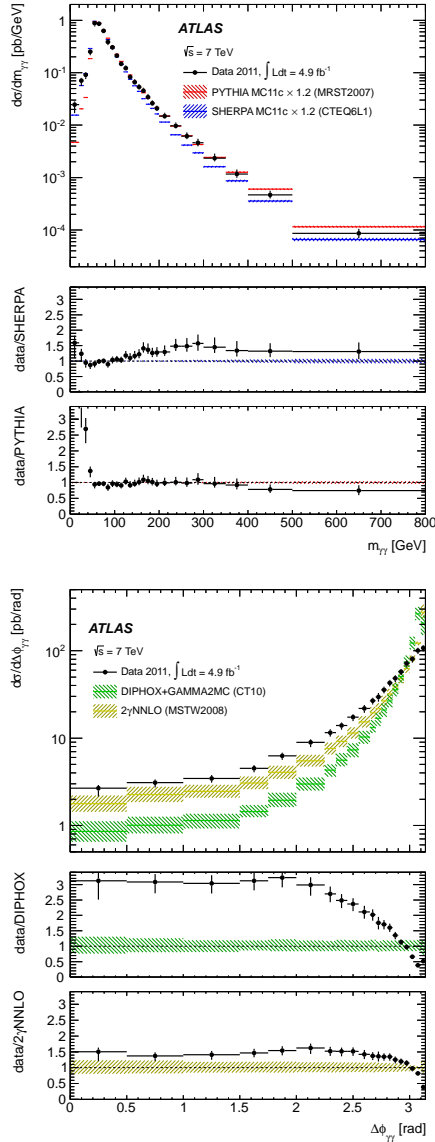 dσ/dm_γγ [pb/GeV]
ATLAS
√s = 7 TeV
Data 2011, ∫ Ldt = 4.9 fb⁻¹
PYTHIA MC11c × 1.2 (MRST2007)
SHERPA MC11c × 1.2 (CTEQ6L1)
1
10⁻¹
10⁻²
10⁻³
10⁻⁴
data/SHERPA
3
2.5
2
1.5
1
0.5
0
data/PYTHIA
3
2.5
2
1.5
1
0.5
0
0 100 200 300 400 500 600 700 800
m_γγ [GeV]
dσ/dΔφ_γγ [pb/rad]
ATLAS
√s = 7 TeV
Data 2011, ∫ Ldt = 4.9 fb⁻¹
DIPHOX+GAMMA2MC (CT10)
2γNNLO (MSTW2008)
10²
10
1
data/DIPHOX
3
2.5
2
1.5
1
0.5
0
data/2γNNLO
3
2.5
2
1.5
1
0.5
0
0 0.5 1 1.5 2 2.5 3
Δφ_γγ [rad]